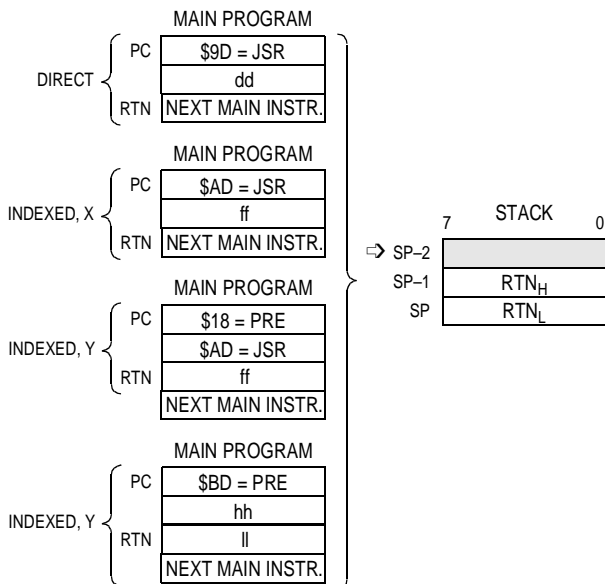 MAIN PROGRAM
PC $9D = JSR
DIRECT dd
RTN NEXT MAIN INSTR.
MAIN PROGRAM
PC $AD = JSR
INDEXED, X ff
RTN NEXT MAIN INSTR.
MAIN PROGRAM
PC $18 = PRE
INDEXED, Y $AD = JSR
RTN ff
NEXT MAIN INSTR.
MAIN PROGRAM
PC $BD = PRE
INDEXED, Y hh
RTN ll
NEXT MAIN INSTR.
7 STACK 0
SP–2
SP–1 RTNH
SP RTNL